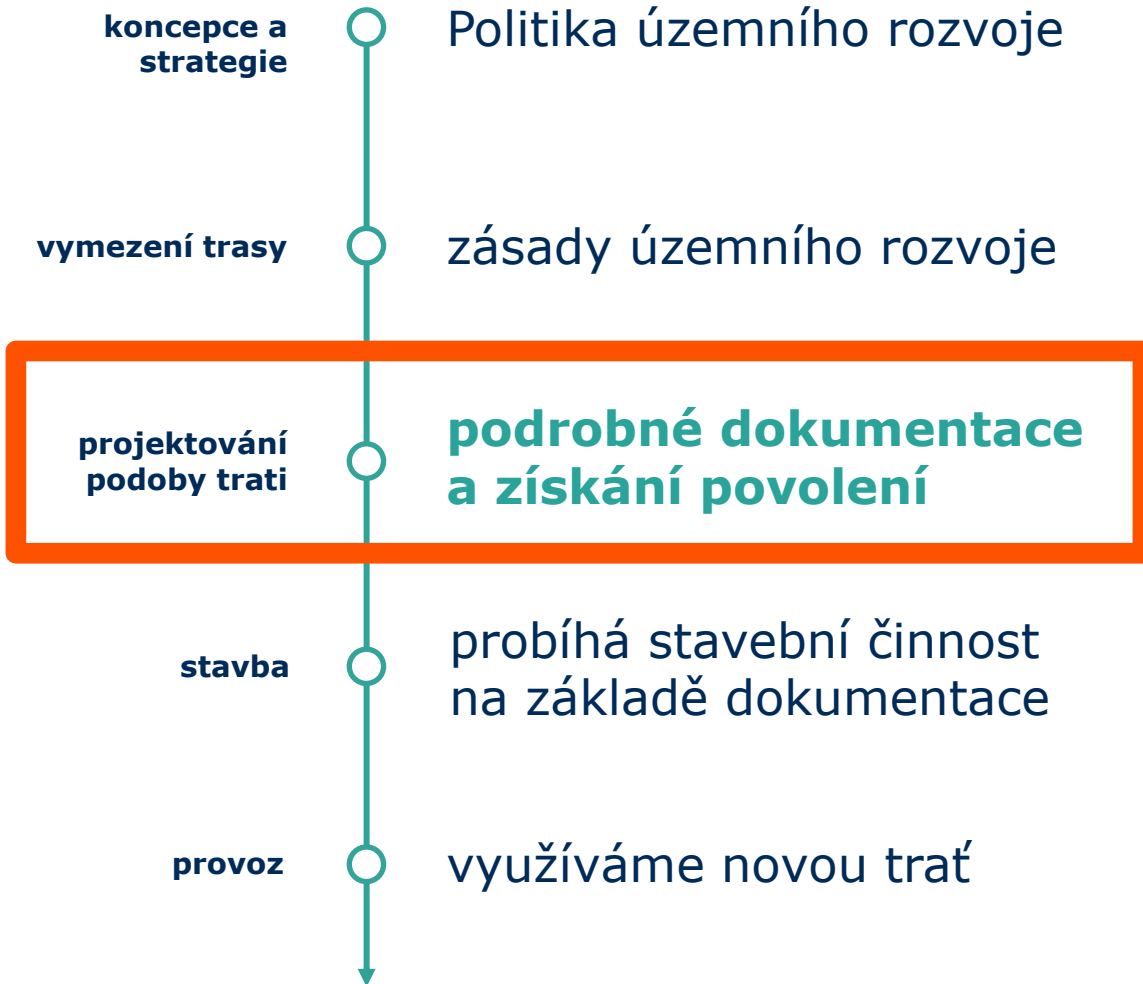 koncepce a
strategie
Politika územního rozvoje
vymezení trasy
zásady územního rozvoje
projektování
podoby trati
podrobné dokumentace
a získání povolení
stavba
probíhá stavební činnost
na základě dokumentace
provoz
využíváme novou trať